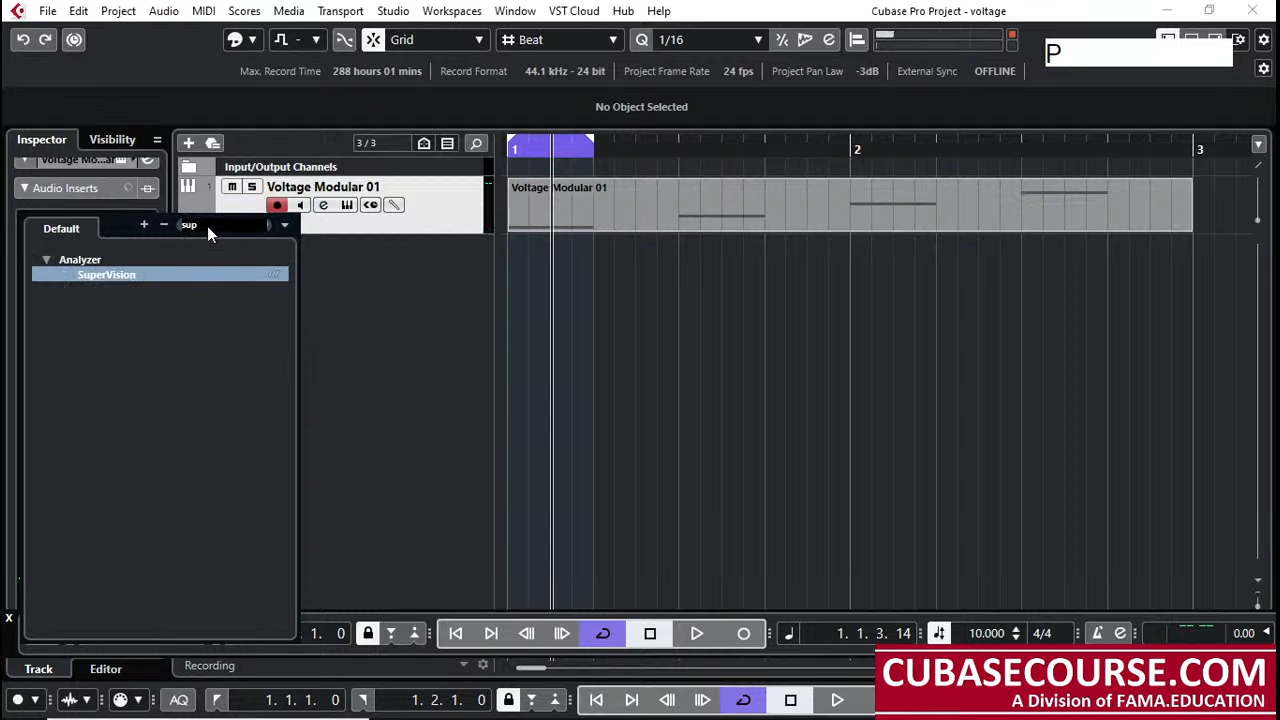 File Edit Project Audio MIDI Scores Media Transport Studio Workspaces Window VST Cloud Hub Help Cubase Pro Project - voltage
Grid Beat Q 1/16
P
Max. Record Time 288 hours 01 mins Record Format 44.1 kHz - 24 bit Project Frame Rate 24 fps Project Pan Law -3dB External Sync OFFLINE
No Object Selected
Inspector Visibility 3 / 3 1 2 3
Input/Output Channels
Audio Inserts 1 m S Voltage Modular 01 Voltage Modular 01
Default + − sup
Analyzer
SuperVision
X
1. 0 1. 1. 3. 14 10.000 4/4 0.00
Track Editor Recording
AQ 1. 1. 1. 0 1. 2. 1. 0
CUBASECOURSE.COM
A Division of FAMA.EDUCATION